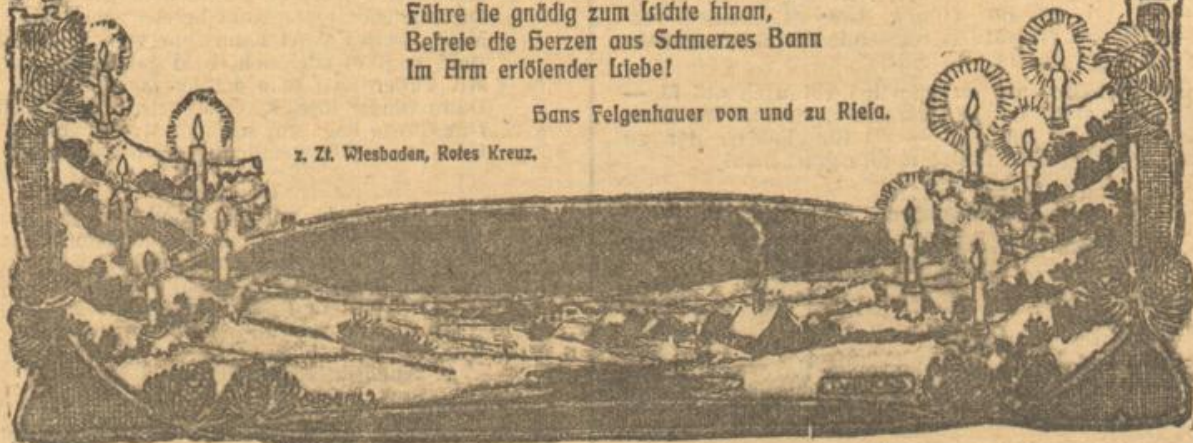 Führe sie gnädig zum Lichte hinan,
Befreie die Herzen aus Schmerzes Bann
Im Arm erlösender Liebe!
Hans Felgenhauer von und zu Riesa.
z. Zt. Wiesbaden, Rotes Kreuz.